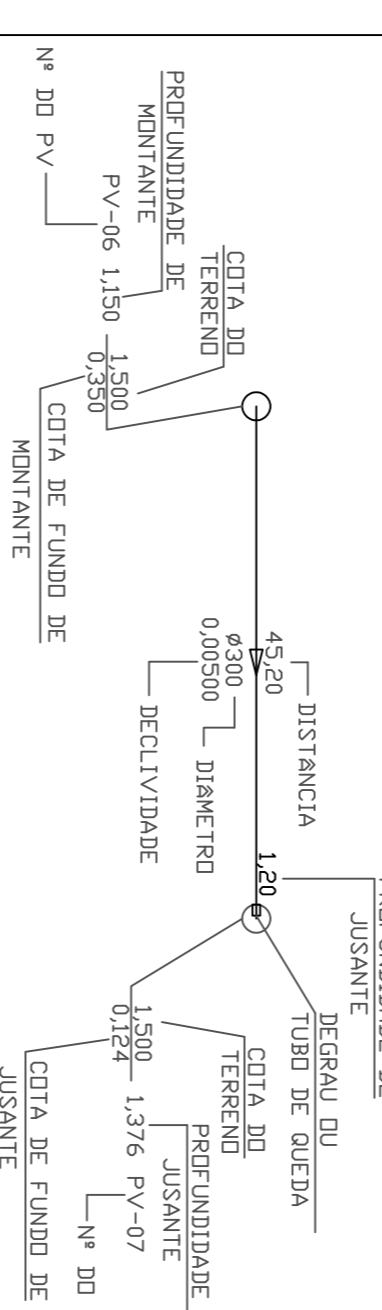 Nº DO PV
PROFUNDIDADE DE
MONTANTE
PV-06 1,150
COTA DO
TERRENO
1,500
0,350
COTA DE FUNDO DE
MONTANTE
45,20
DISTÂNCIA
Ø300
0,00500
DIÂMETRO
DECLIVIDADE
1,20
JUSANTE
DEGRAU OU
TUBO DE QUEDA
COTA DO
TERRENO
1,500
0,124
1,376 PV-07
PROFUNDIDADE
JUSANTE
Nº DO
COTA DE FUNDO DE
JUSANTE